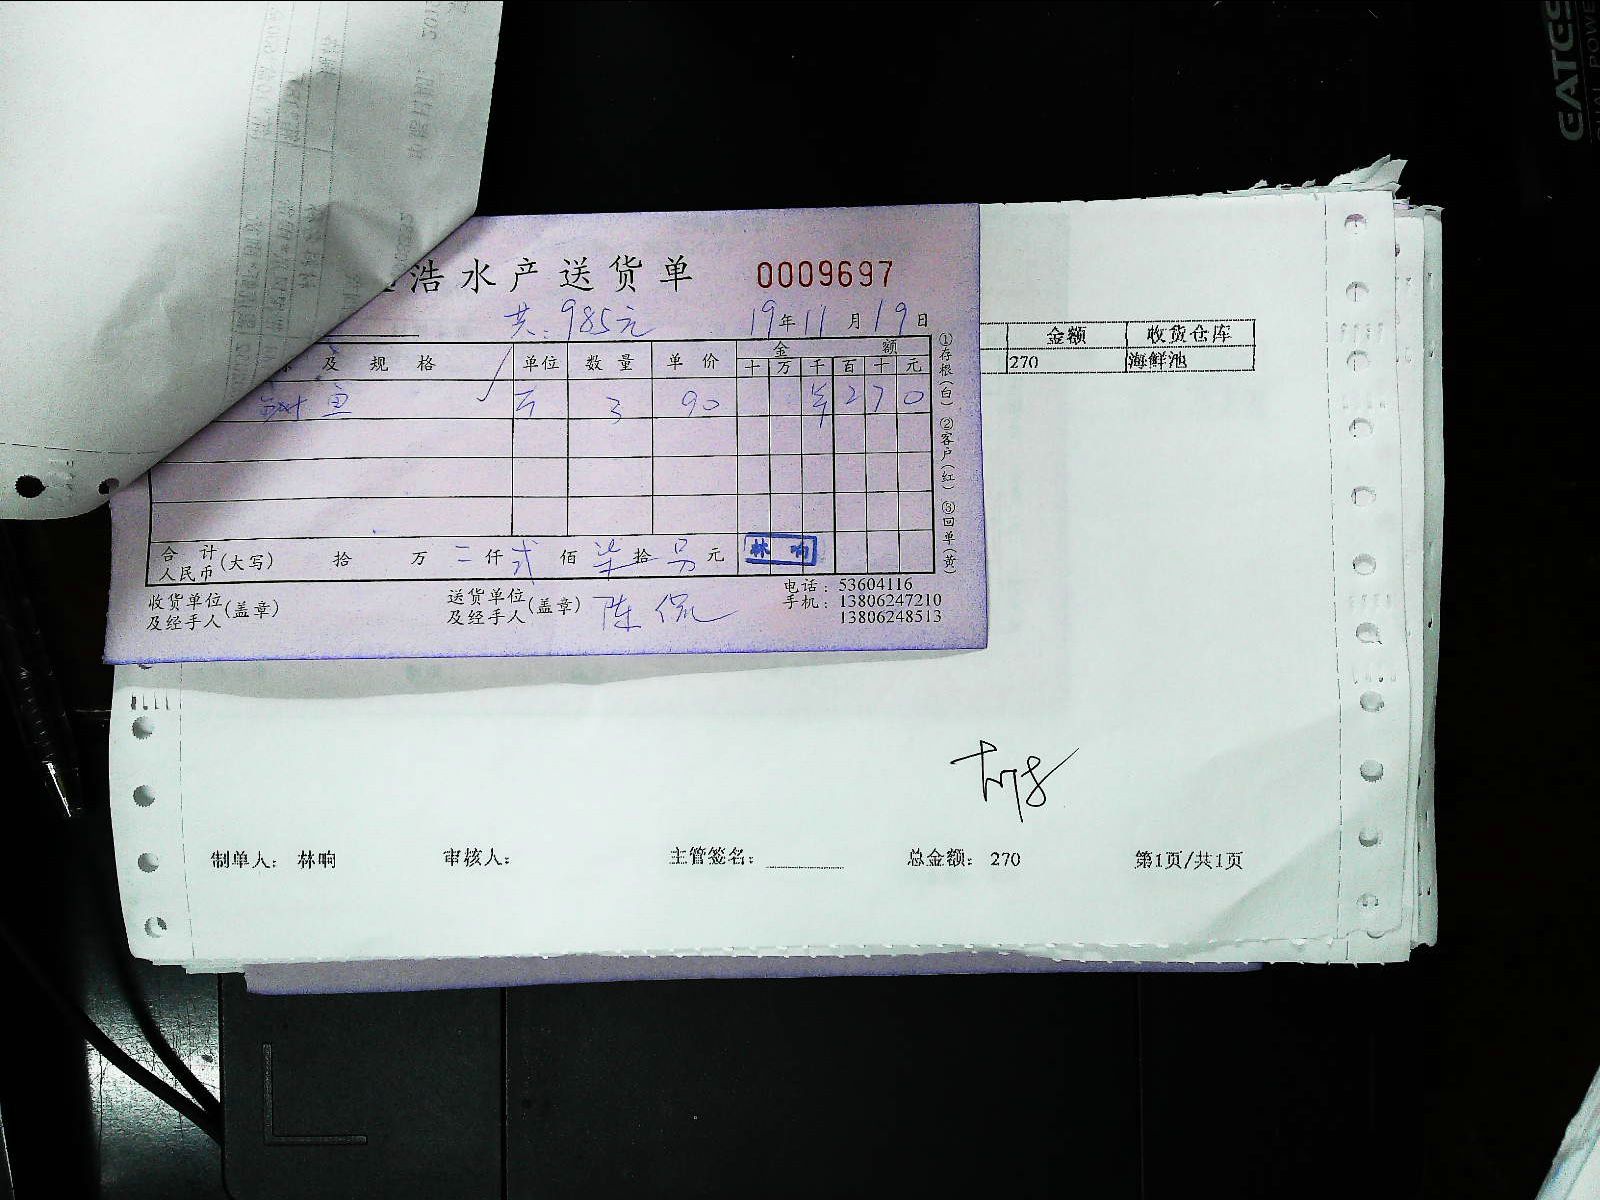 GATES
浩水产送货单 0009697
共:985元 19年11月19日
及规格 单位 数量 单价 金额
十万千百十元
鱼 3 90 270
①存根(白) ②客户(红) ③回单(黄)
合计人民币(大写) 拾 万 仟贰佰柒拾 元 林响
收货单位及经手人(盖章) 送货单位及经手人(盖章) 陈侃
电话:53604116
手机:13806247210
13806248513
金额 收货仓库
270 海鲜池
制单人: 林响 审核人: 主管签名: 总金额: 270 第1页/共1页